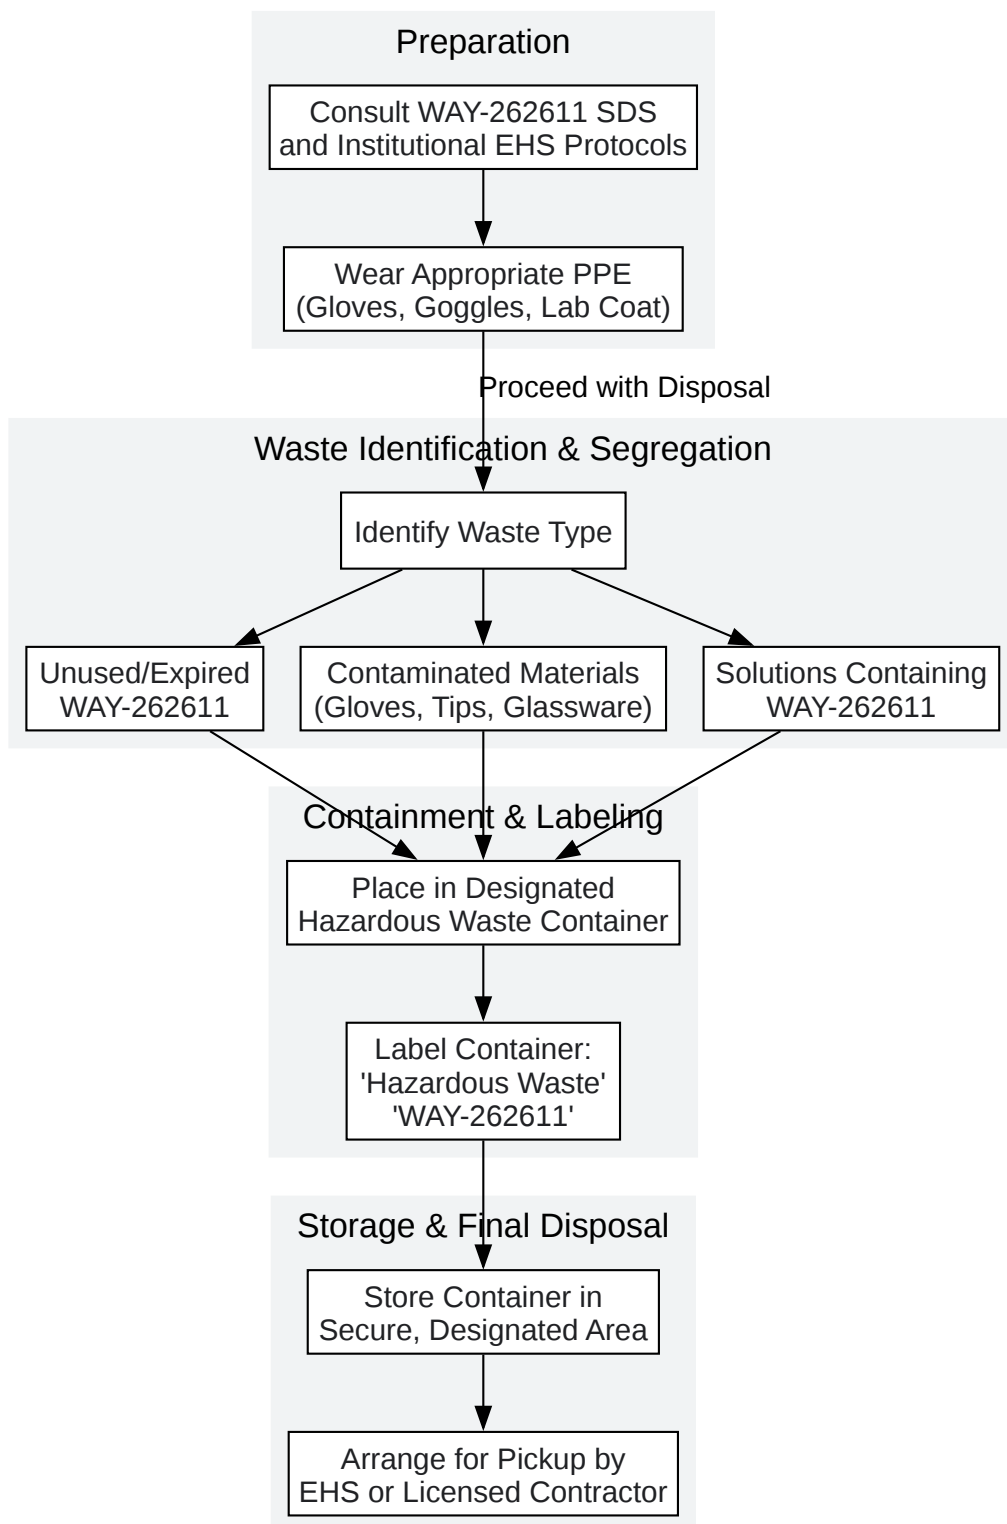 Preparation
Consult WAY-262611 SDS
and Institutional EHS Protocols
Wear Appropriate PPE
(Gloves, Goggles, Lab Coat)
Proceed with Disposal
Waste Identification & Segregation
Identify Waste Type
Unused/Expired
WAY-262611
Contaminated Materials
(Gloves, Tips, Glassware)
Solutions Containing
WAY-262611
Containment & Labeling
Place in Designated
Hazardous Waste Container
Label Container:
'Hazardous Waste'
'WAY-262611'
Storage & Final Disposal
Store Container in
Secure, Designated Area
Arrange for Pickup by
EHS or Licensed Contractor